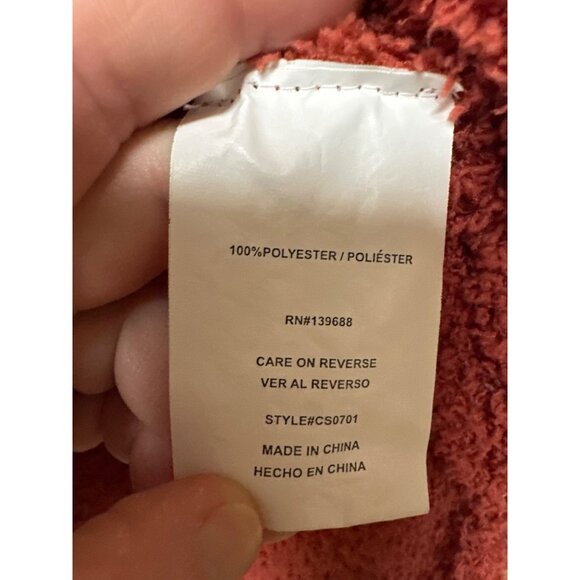 100%POLYESTER / POLIÉSTER
RN#139688
CARE ON REVERSE
VER AL REVERSO
STYLE#CS0701
MADE IN CHINA
HECHO EN CHINA